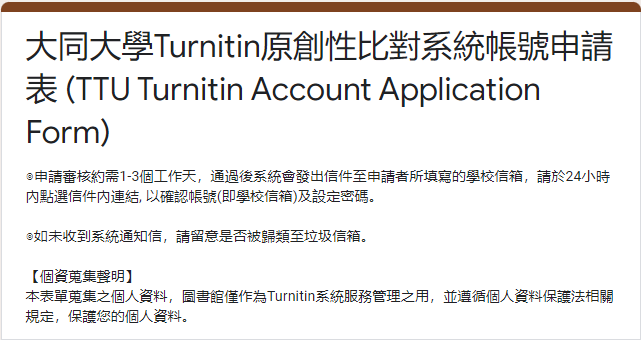 大同大學Turnitin原創性比對系統帳號申請
表 (TTU Turnitin Account Application
Form)
⊙申請審核約需1-3個工作天，通過後系統會發出信件至申請者所填寫的學校信箱，請於24小時
內點選信件內連結, 以確認帳號(即學校信箱)及設定密碼。
⊙如未收到系統通知信，請留意是否被歸類至垃圾信箱。
【個資蒐集聲明】
本表單蒐集之個人資料，圖書館僅作為Turnitin系統服務管理之用，並遵循個人資料保護法相關
規定，保護您的個人資料。